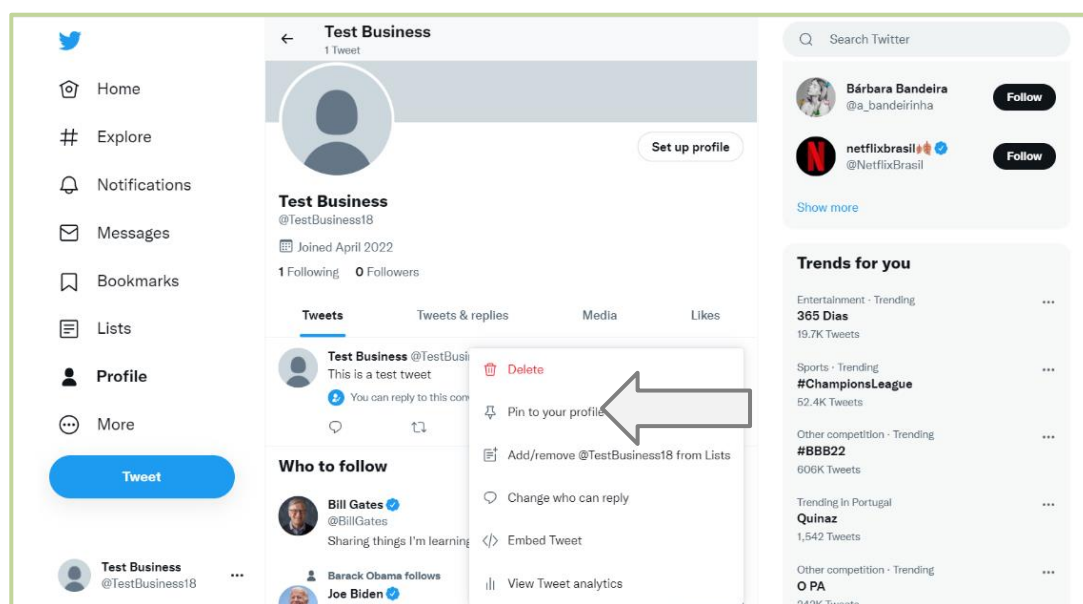 Home
Explore
Notifications
Messages
Bookmarks
Lists
Profile
More
Tweet
Test Business
@TestBusiness18
Test Business
1 Tweet
Set up profile
Test Business
@TestBusiness18
Joined April 2022
1 Following 0 Followers
Tweets Tweets & replies Media Likes
Test Business @TestBusi
This is a test tweet
You can reply to this con
Delete
Pin to your profile
Add/remove @TestBusiness18 from Lists
Change who can reply
Embed Tweet
View Tweet analytics
Who to follow
Bill Gates
@BillGates
Sharing things I'm learning
Barack Obama follows
Joe Biden
Search Twitter
Bárbara Bandeira
@a_bandeirinha
Follow
netflixbrasil
@NetflixBrasil
Follow
Show more
Trends for you
Entertainment · Trending
365 Dias
19.7K Tweets
Sports · Trending
#ChampionsLeague
52.4K Tweets
Other competition · Trending
#BBB22
606K Tweets
Trending in Portugal
Quinaz
1,542 Tweets
Other competition · Trending
O PA